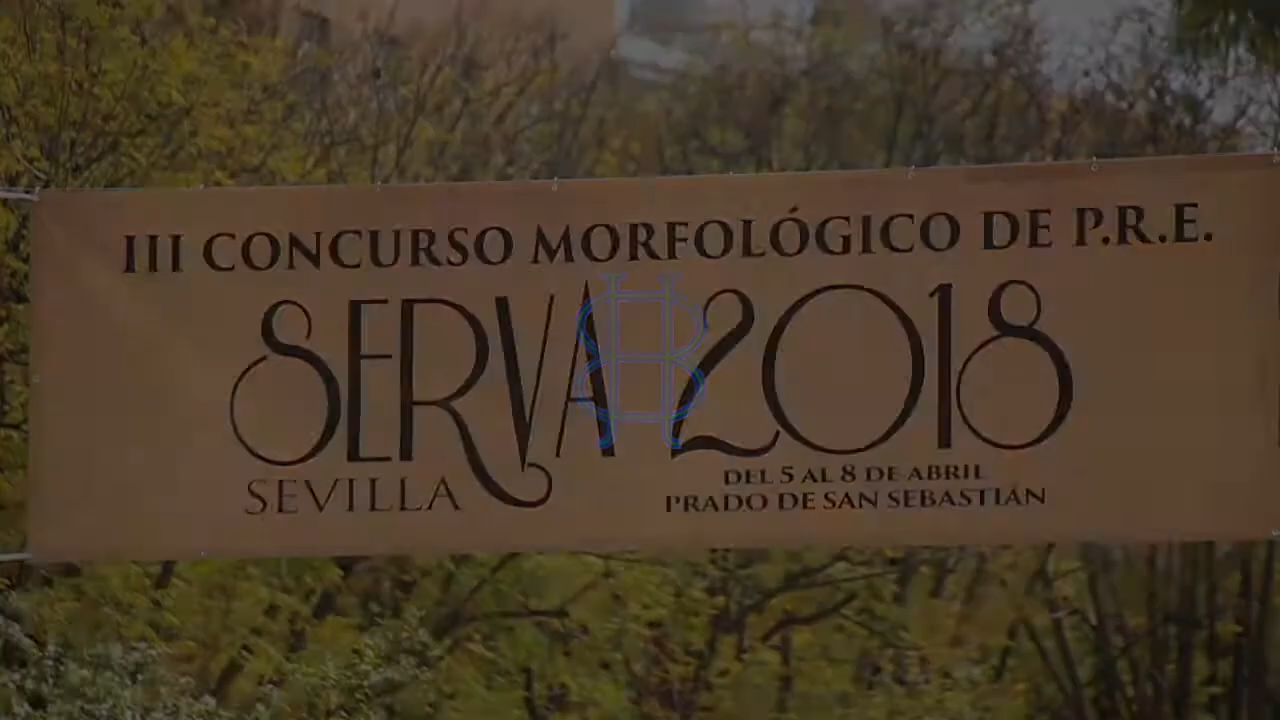 III CONCURSO MORFOLÓGICO DE P.R.E.
SERVA 2018
SEVILLA
DEL 5 AL 8 DE ABRIL
PRADO DE SAN SEBASTIÁN